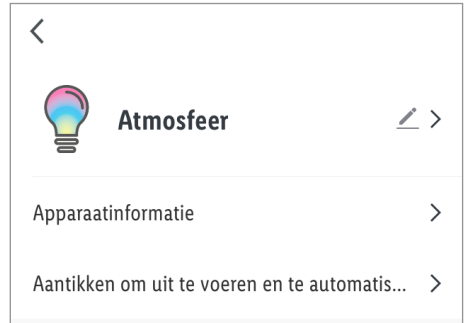 Atmosfeer
Apparaatinformatie
Aantikken om uit te voeren en te automatis...